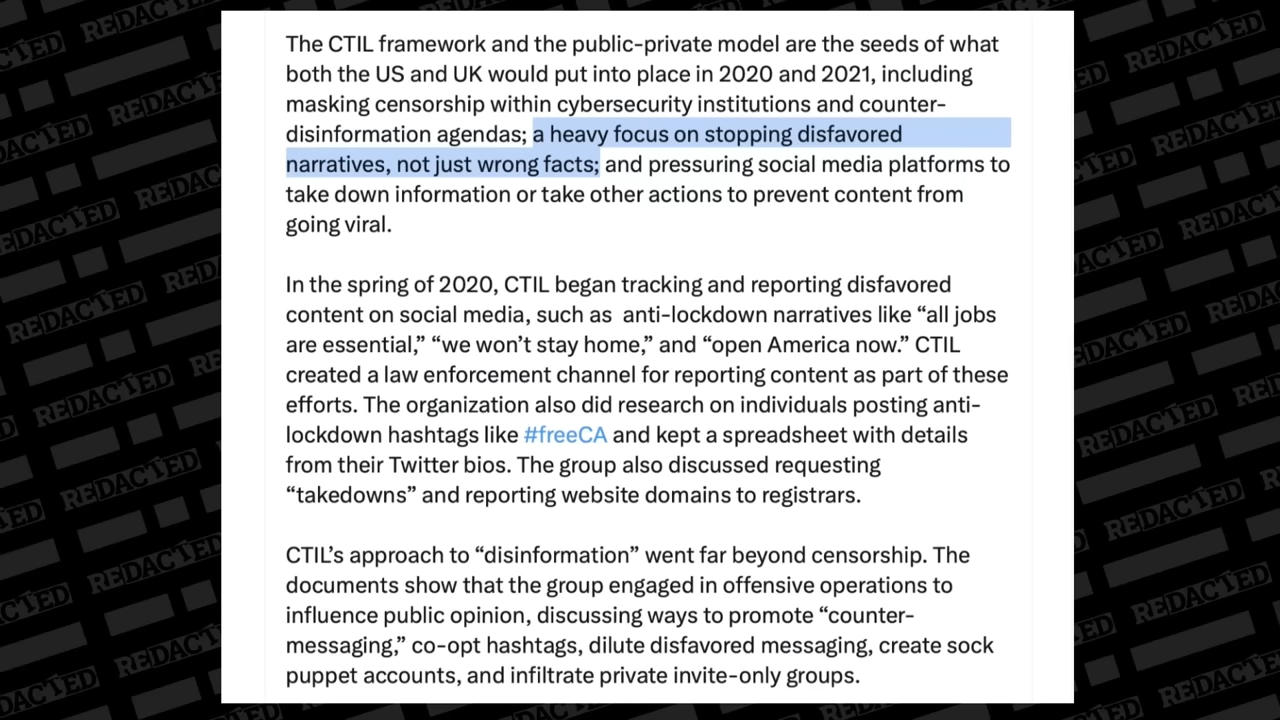 The CTIL framework and the public-private model are the seeds of what
both the US and UK would put into place in 2020 and 2021, including
masking censorship within cybersecurity institutions and counter-
disinformation agendas; a heavy focus on stopping disfavored
narratives, not just wrong facts; and pressuring social media platforms to
take down information or take other actions to prevent content from
going viral.
In the spring of 2020, CTIL began tracking and reporting disfavored
content on social media, such as  anti-lockdown narratives like “all jobs
are essential,” “we won’t stay home,” and “open America now.” CTIL
created a law enforcement channel for reporting content as part of these
efforts. The organization also did research on individuals posting anti-
lockdown hashtags like #freeCA and kept a spreadsheet with details
from their Twitter bios. The group also discussed requesting
“takedowns” and reporting website domains to registrars.
CTIL’s approach to “disinformation” went far beyond censorship. The
documents show that the group engaged in offensive operations to
influence public opinion, discussing ways to promote “counter-
messaging,” co-opt hashtags, dilute disfavored messaging, create sock
puppet accounts, and infiltrate private invite-only groups.
REDACTED